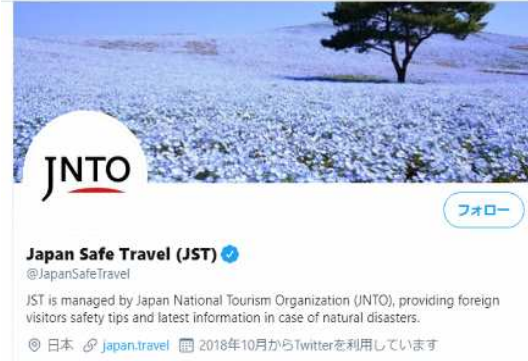 JNTO
フォロー
Japan Safe Travel (JST)
@JapanSafeTravel
JST is managed by Japan National Tourism Organization (JNTO), providing foreign
visitors safety tips and latest information in case of natural disasters.
日本 japan.travel 2018年10月からTwitterを利用しています